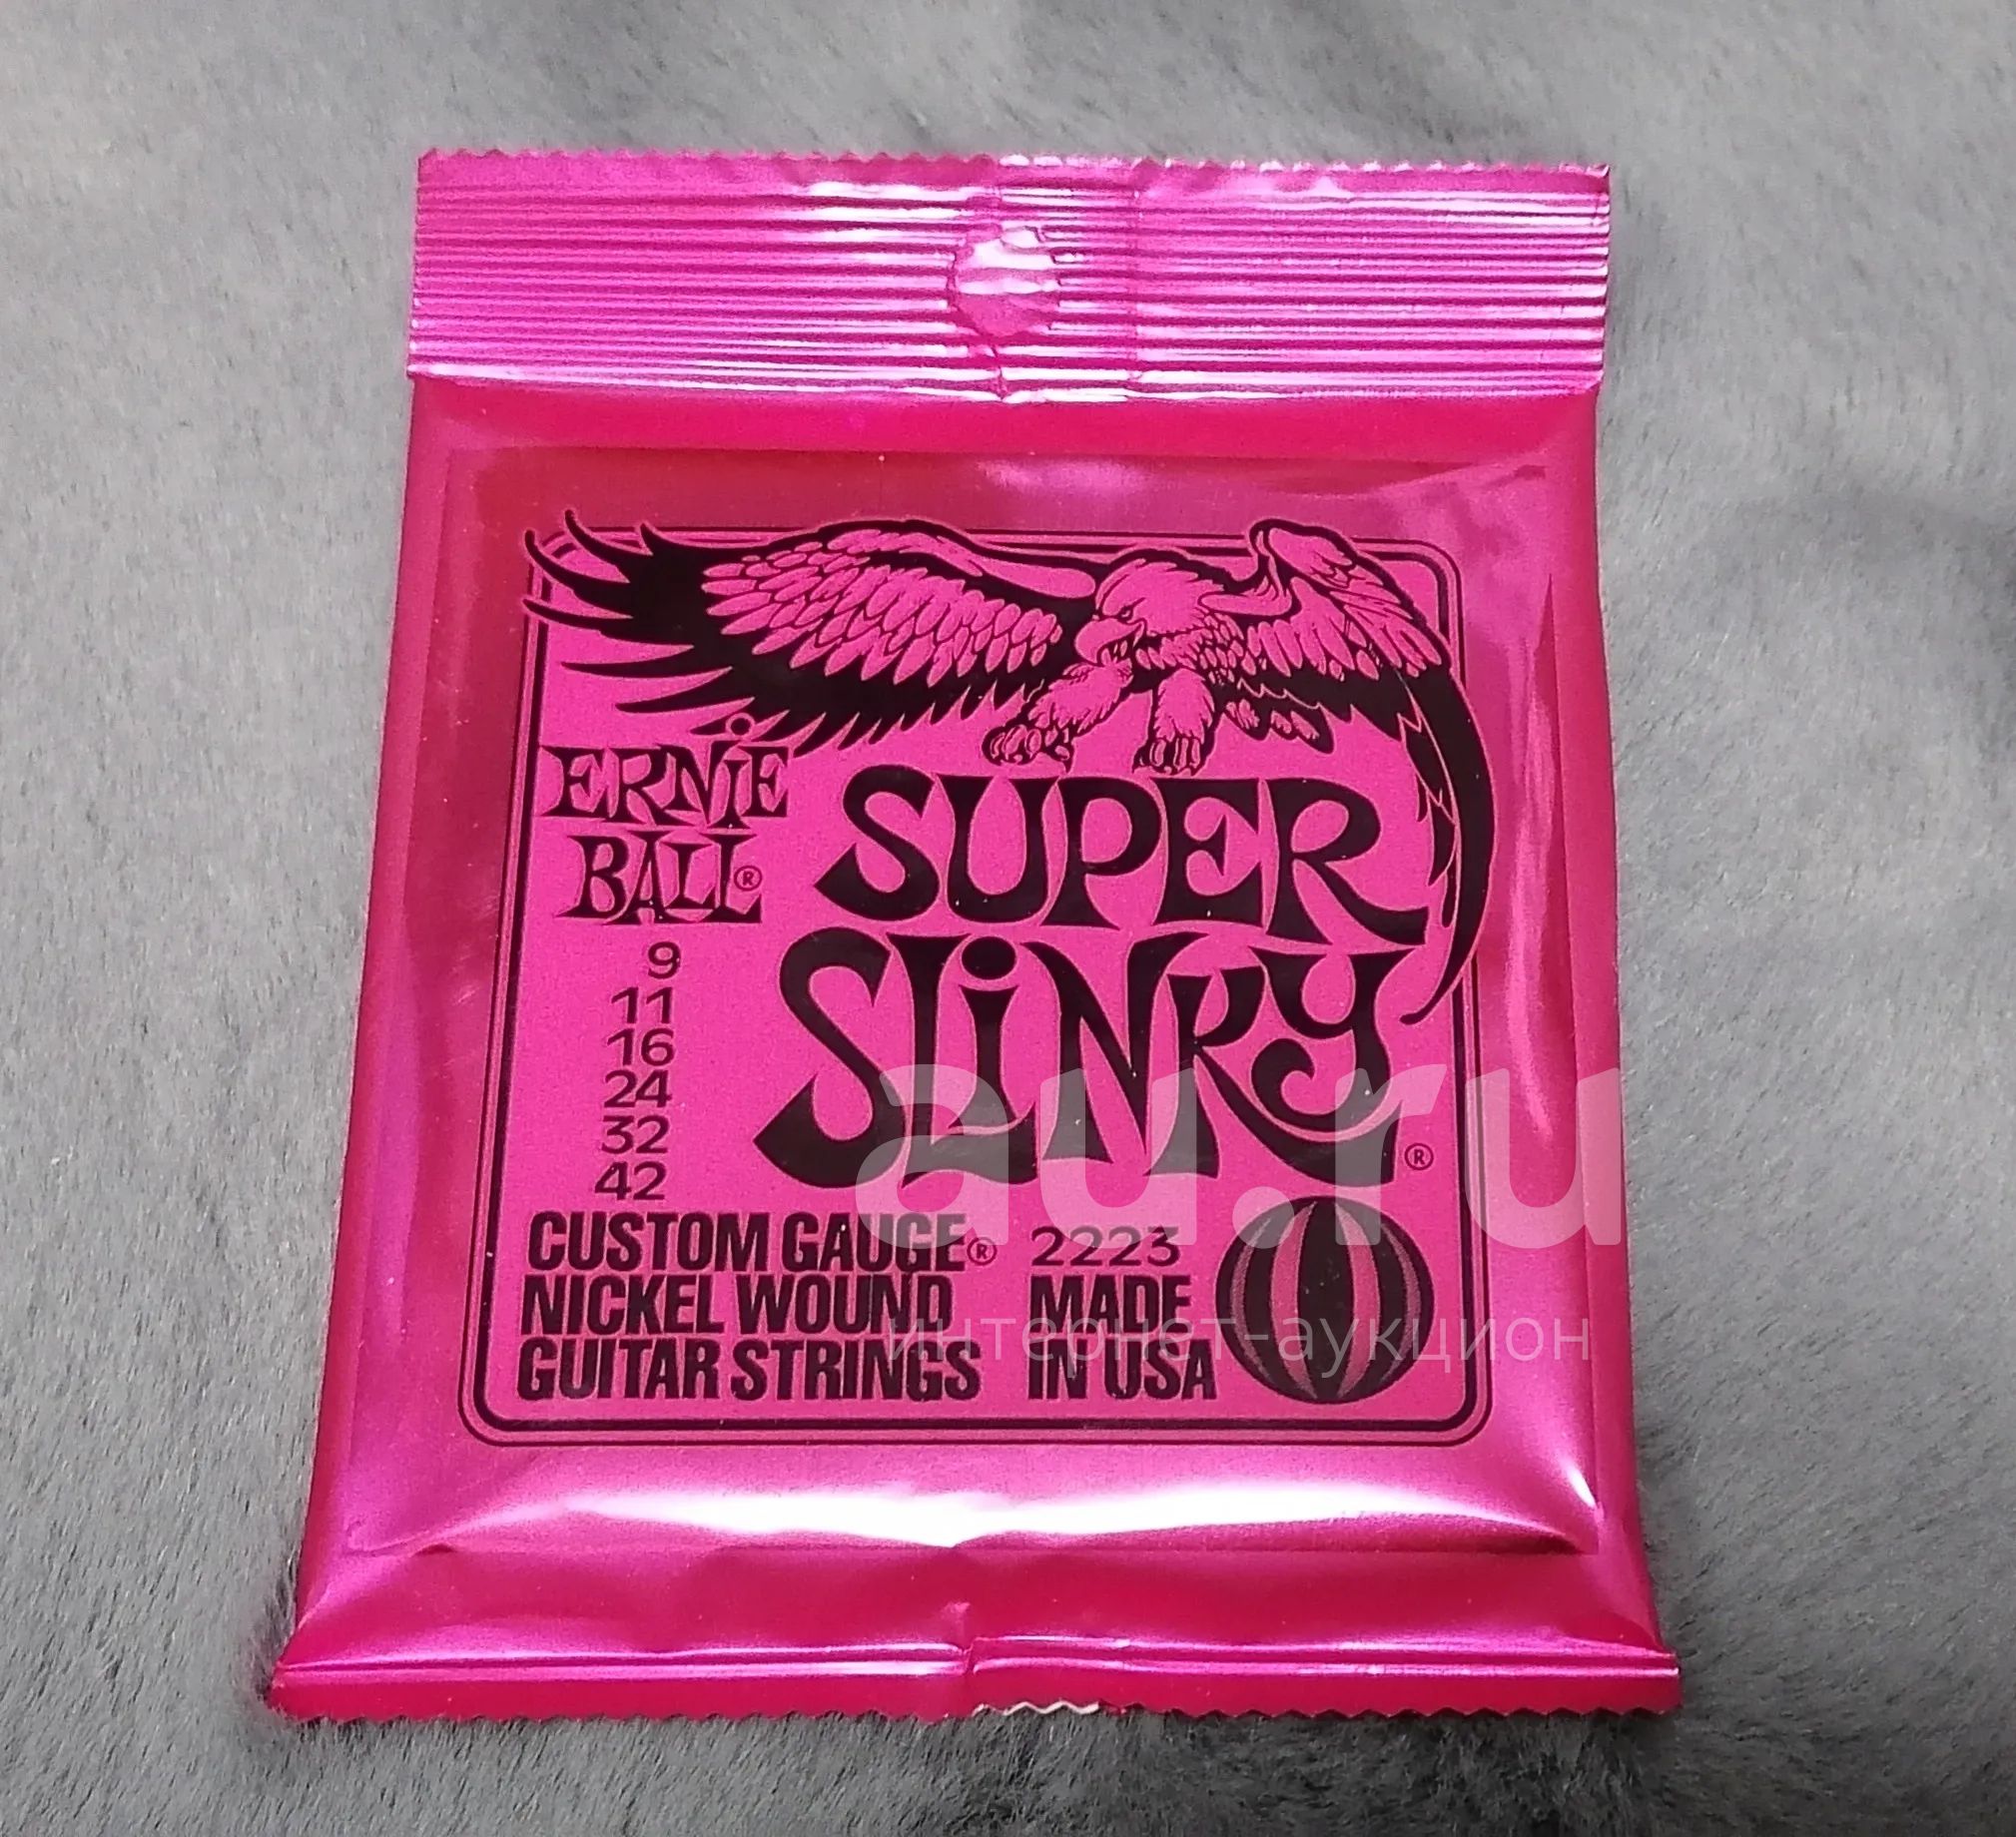 ERNiE
BALL®
SUPER
SLiNKY®
9
11
16
24
32
42
CUSTOM GAUGE®
NICKEL WOUND
GUITAR STRINGS
2223
MADE
IN USA
au.ru
интернет-аукцион